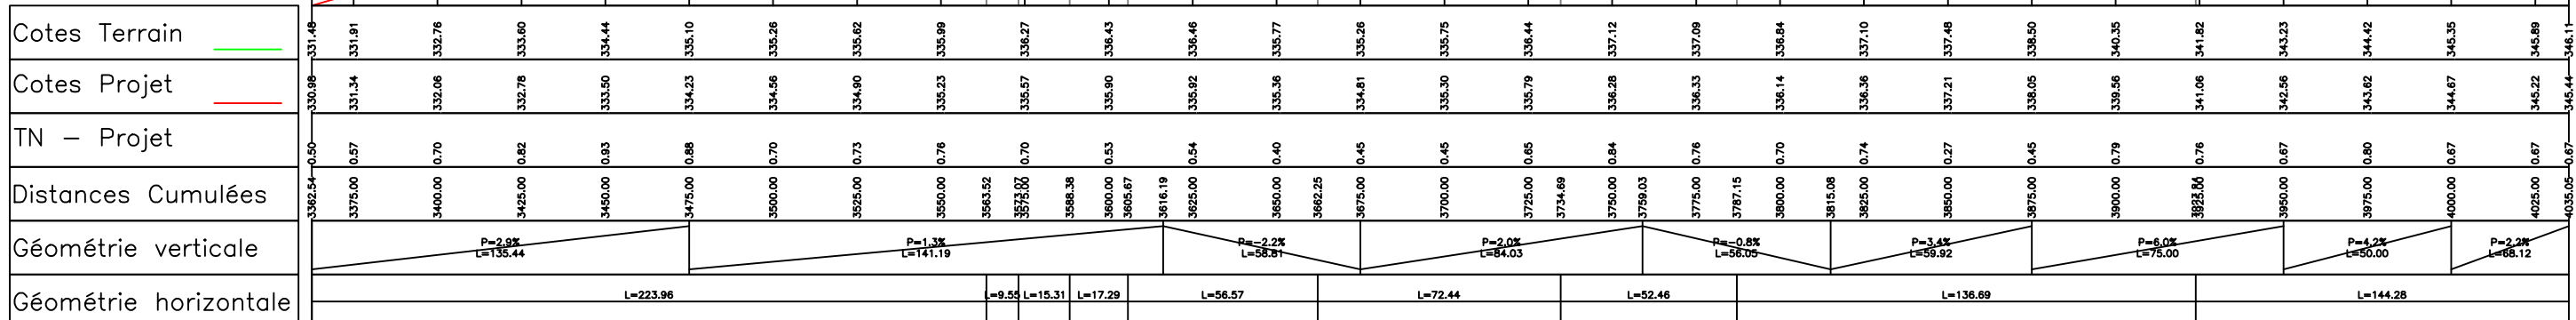 Cotes Terrain 331.48 331.91 332.76 333.60 334.44 335.10 335.26 335.62 335.99 336.27 336.43 336.46 335.77 335.26 335.75 336.44 337.12 337.09 336.84 337.10 337.48 338.50 340.35 341.82 343.23 344.42 345.35 345.89 346.11
Cotes Projet 330.98 331.34 332.06 332.78 333.50 334.23 334.56 334.90 335.23 335.57 335.90 335.92 335.36 334.81 335.30 335.79 336.28 336.33 336.14 336.36 337.21 338.05 339.56 341.06 342.56 343.62 344.67 345.22 345.44
TN – Projet 0.50 0.57 0.70 0.82 0.93 0.88 0.70 0.73 0.76 0.70 0.53 0.54 0.40 0.45 0.45 0.65 0.84 0.76 0.70 0.74 0.27 0.45 0.79 0.76 0.67 0.80 0.67 0.67 0.67
Distances Cumulées 3362.54 3375.00 3400.00 3425.00 3450.00 3475.00 3500.00 3525.00 3550.00 3563.52 3573.07 3575.00 3588.38 3600.00 3605.67 3616.19 3625.00 3650.00 3662.25 3675.00 3700.00 3725.00 3734.69 3750.00 3759.03 3775.00 3787.15 3800.00 3815.08 3825.00 3850.00 3875.00 3900.00 3925.00 3950.00 3975.00 4000.00 4025.00 4035.05
P=2.9% P=1.3% P=-2.2% P=2.0% P=-0.8% P=3.4% P=6.0% P=4.2% P=2.2%
Géométrie verticale L=135.44 L=141.19 L=58.81 L=84.03 L=56.05 L=59.92 L=75.00 L=50.00 L=68.12
Géométrie horizontale L=223.96 L=9.55 L=15.31 L=17.29 L=56.57 L=72.44 L=52.46 L=136.69 L=144.28